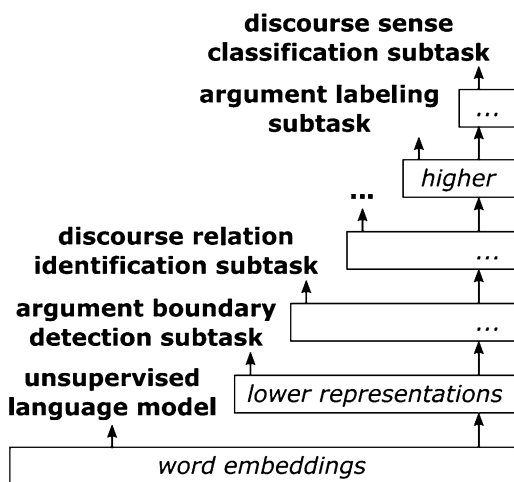 discourse sense
classification subtask
argument labeling
subtask
...
higher
...
discourse relation
identification subtask
...
argument boundary
detection subtask
...
unsupervised
language model
lower representations
word embeddings